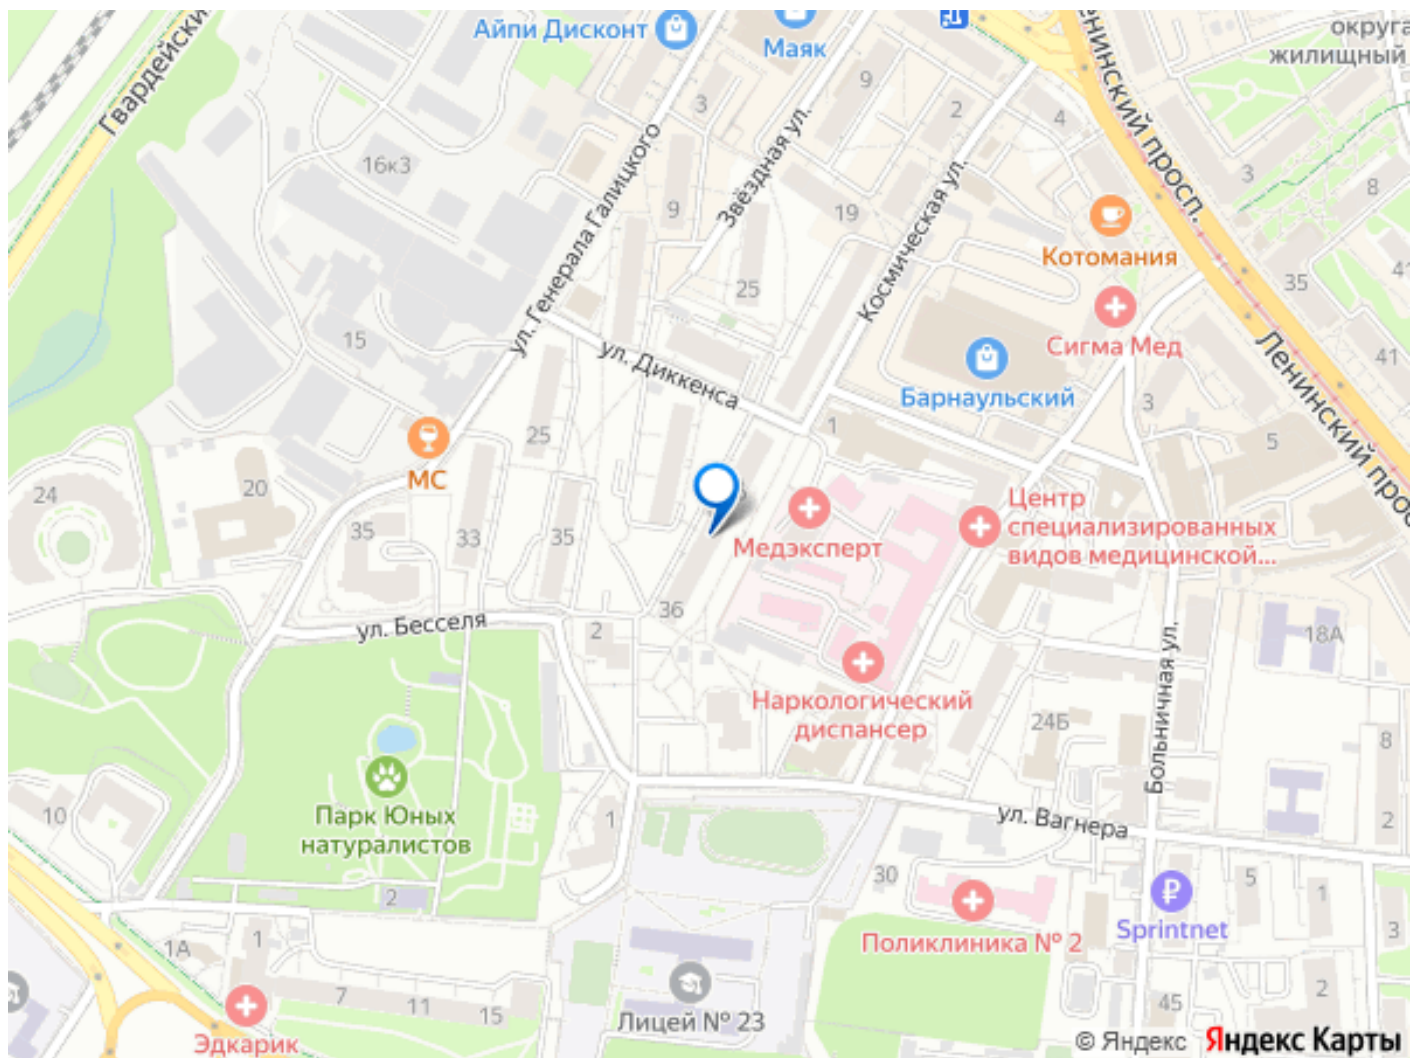 Айпи Дисконт
Маяк
округа
жилищный
Гвардейски
Ленинский просп.
9
3
2
4
3
8
16к3
ул. Генерала Галицкого
Звёздная ул.
Космическая ул.
9
19
Котомания
25
35
41
15
Сигма Мед
41
ул. Диккенса
Барнаульский
3
Ленинский прос
МС
25
1
5
24
20
35
33
35
Медэксперт
Центр
специализированных
видов медицинской...
36
ул. Бесселя
2
18А
Наркологический
диспансер
24Б
Больничная ул.
8
Парк Юных
натуралистов
10
1
ул. Вагнера
2
2
30
5
1
Sprintnet
Поликлиника № 2
3
1А
1
7
11
15
Лицей № 23
45
2
Эдкарик
© Яндекс Яндекс Карты